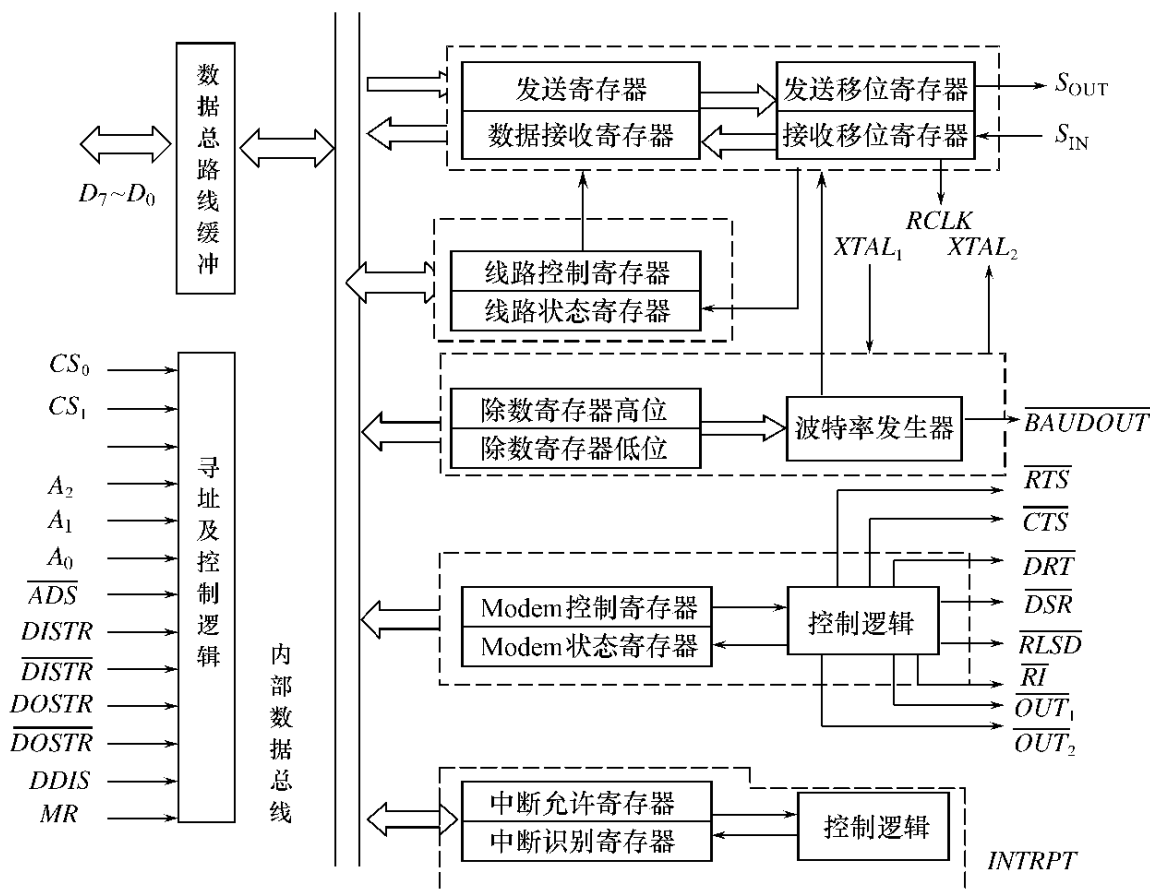 数据总线缓冲
D₇~D₀
发送寄存器
数据接收寄存器
发送移位寄存器
接收移位寄存器
S_OUT
S_IN
RCLK
XTAL₁
XTAL₂
线路控制寄存器
线路状态寄存器
除数寄存器高位
除数寄存器低位
波特率发生器
BAUDOUT
CS₀
CS₁
A₂
A₁
A₀
ADS
DISTR
DISTR
DOSTR
DOSTR
DDIS
MR
寻址及控制逻辑
内部数据总线
Modem控制寄存器
Modem状态寄存器
控制逻辑
RTS
CTS
DRT
DSR
RLSD
RI
OUT₁
OUT₂
中断允许寄存器
中断识别寄存器
控制逻辑
INTRPT